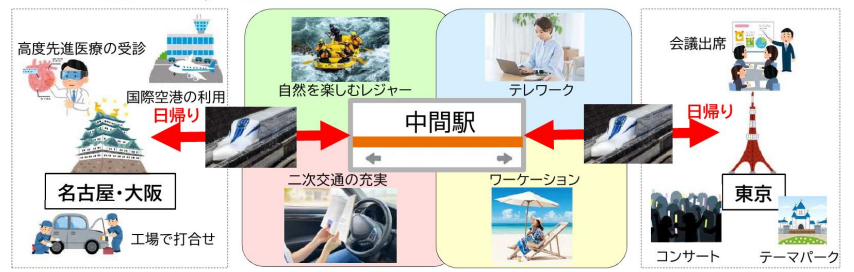 高度先進医療の受診
国際空港の利用
日帰り
名古屋・大阪
工場で打合せ
自然を楽しむレジャー
テレワーク
中間駅
二次交通の充実
ワーケーション
会議出席
日帰り
東京
コンサート
テーマパーク